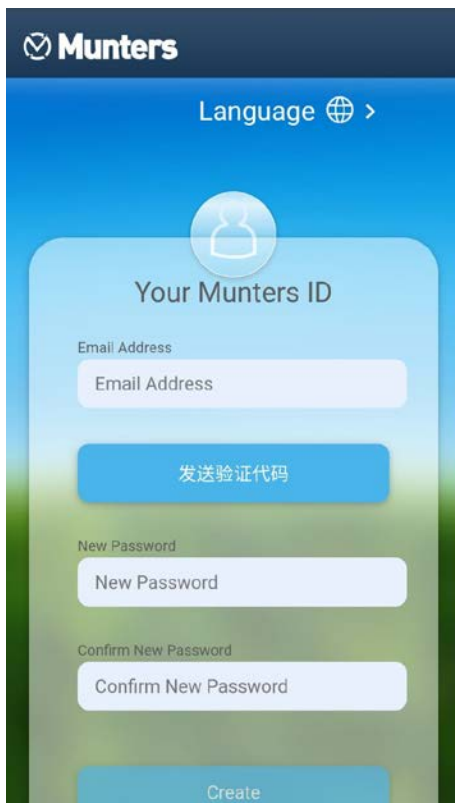 Munters
Language
Your Munters ID
Email Address
Email Address
发送验证代码
New Password
New Password
Confirm New Password
Confirm New Password
Create